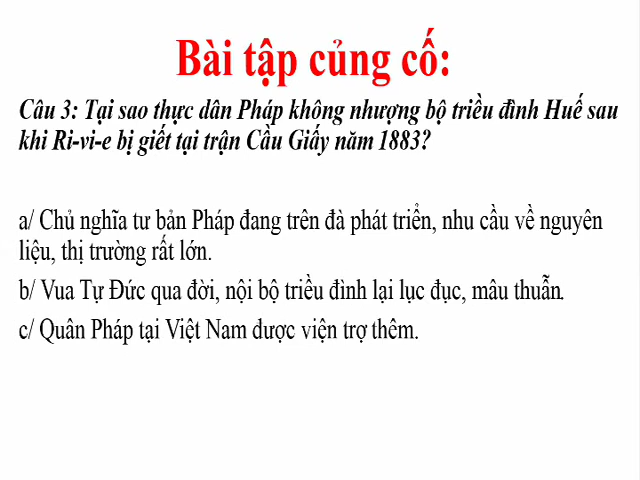 Bài tập củng cố:
Câu 3: Tại sao thực dân Pháp không nhượng bộ triều đình Huế sau
khi Ri-vi-e bị giết tại trận Cầu Giấy năm 1883?
a/ Chủ nghĩa tư bản Pháp đang trên đà phát triển, nhu cầu về nguyên
liệu, thị trường rất lớn.
b/ Vua Tự Đức qua đời, nội bộ triều đình lại lục đục, mâu thuẫn.
c/ Quân Pháp tại Việt Nam được viện trợ thêm.